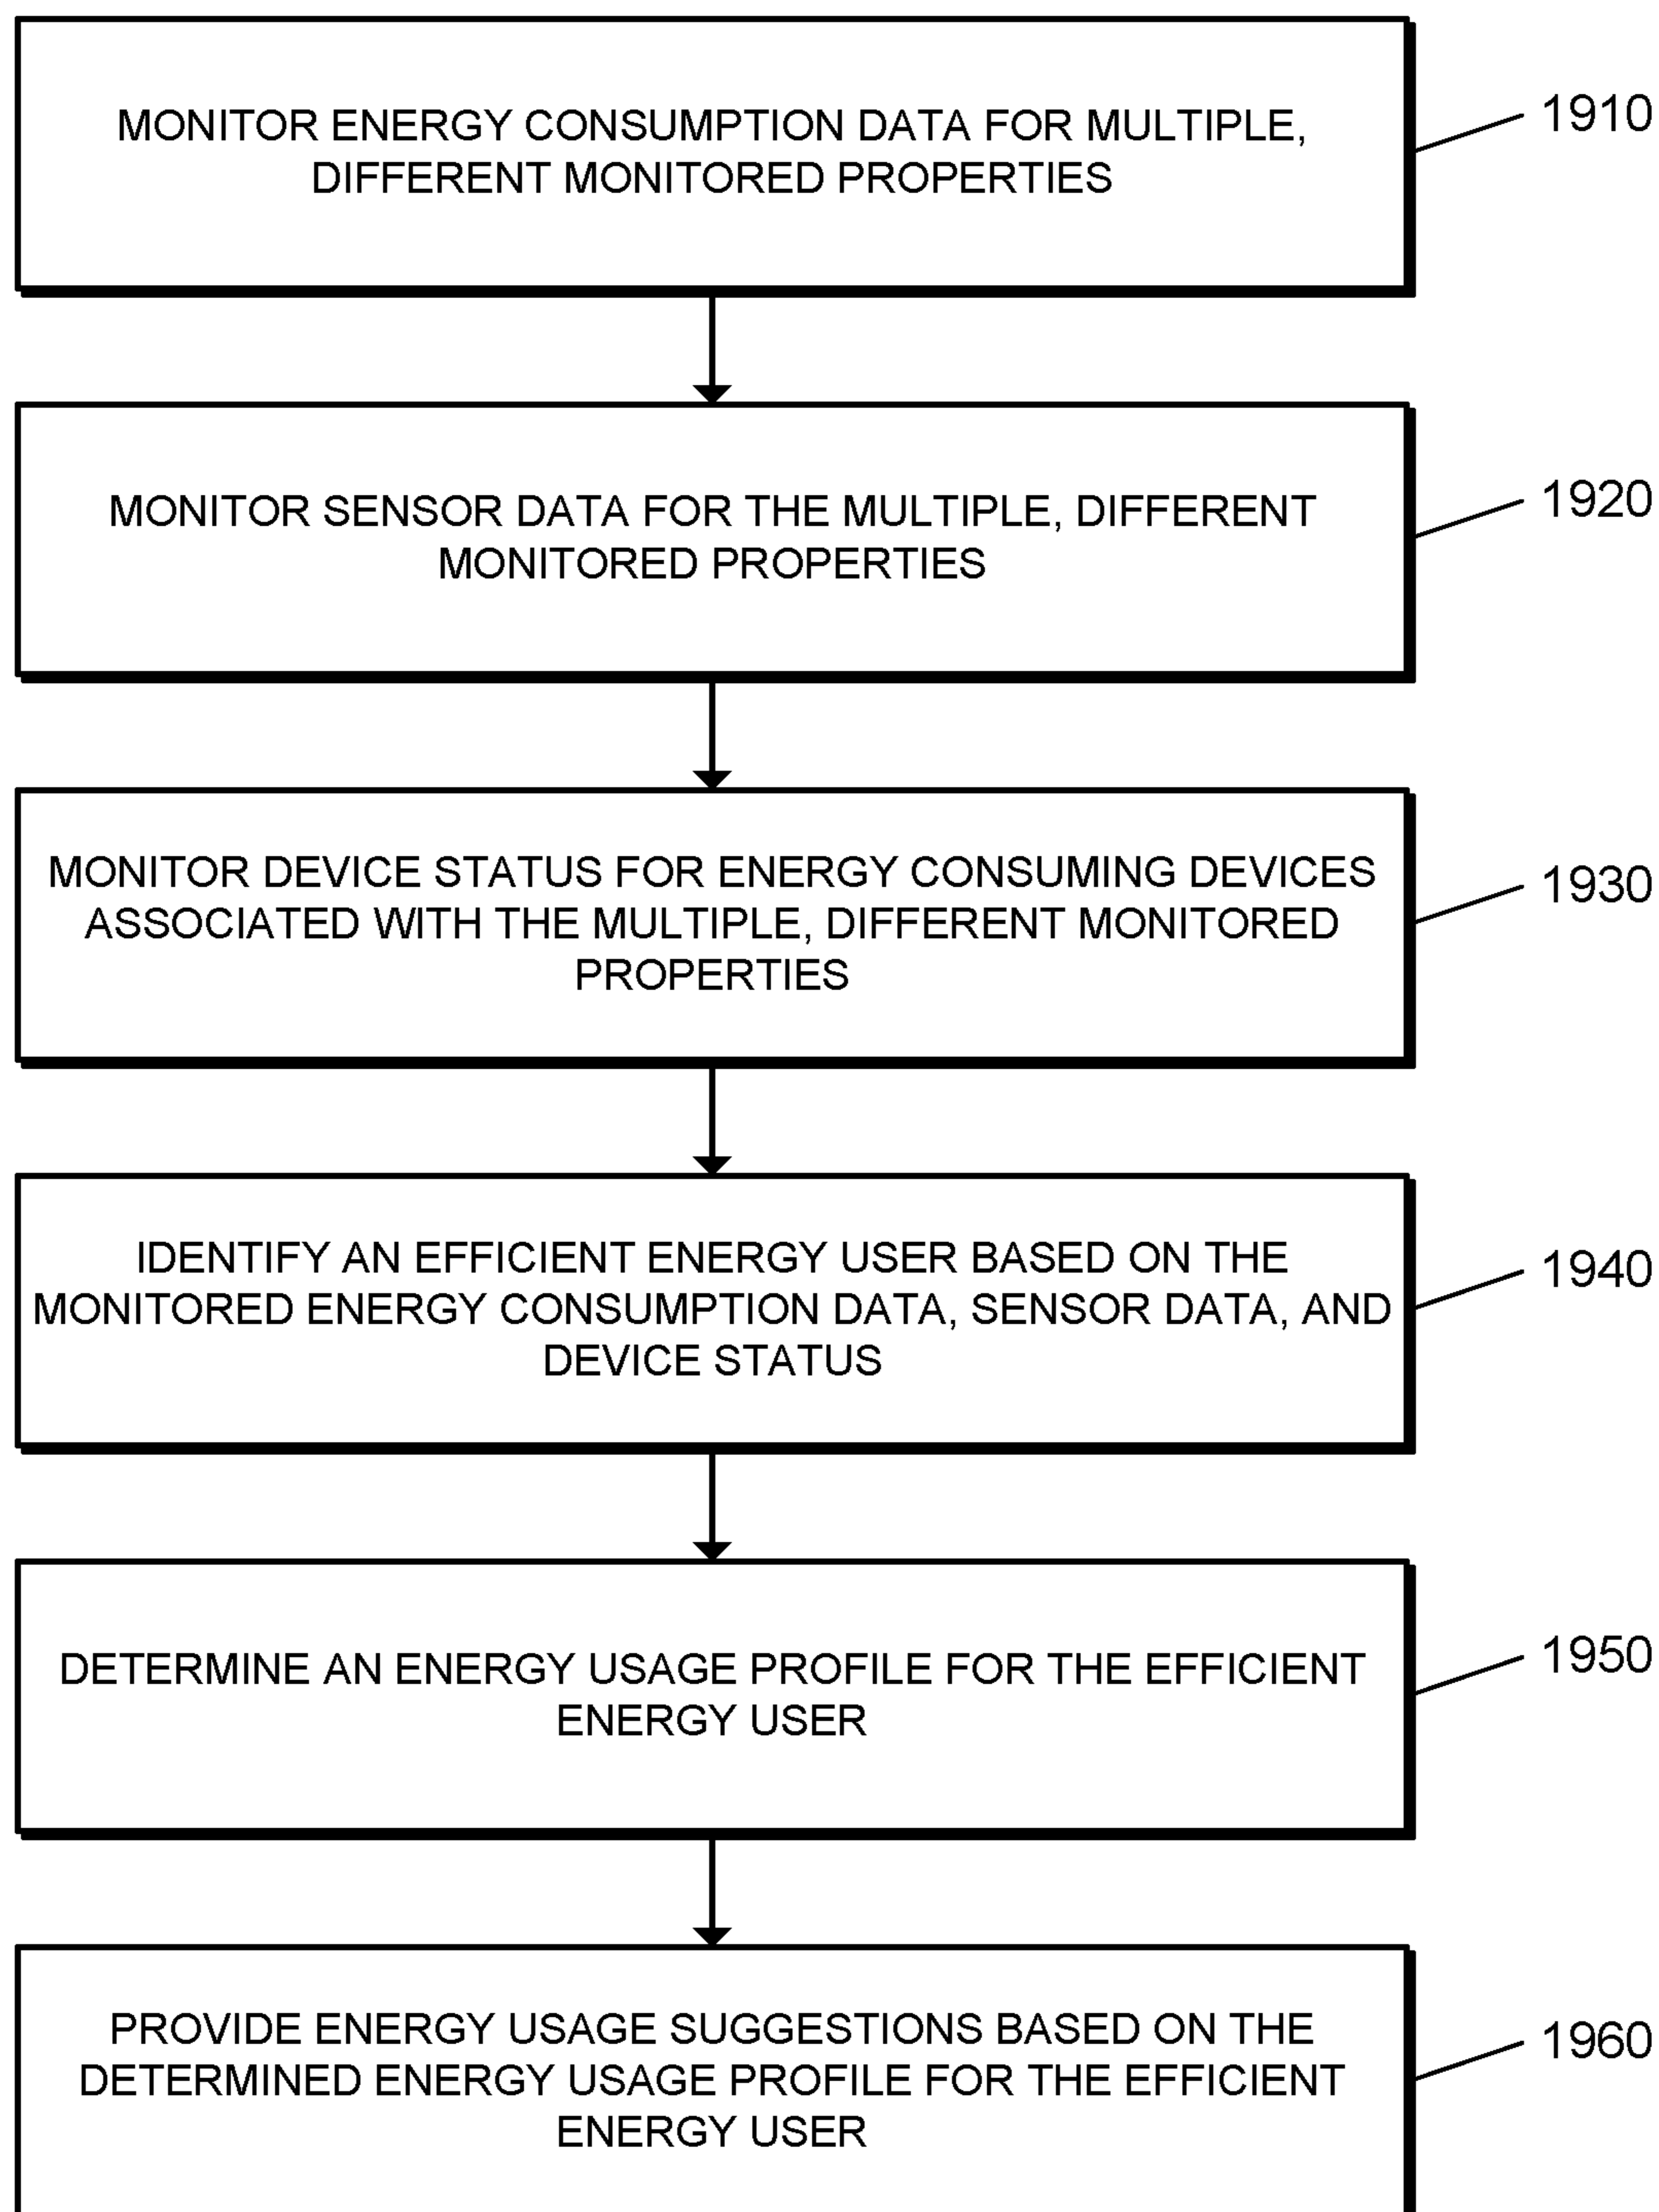 MONITOR ENERGY CONSUMPTION DATA FOR MULTIPLE,
DIFFERENT MONITORED PROPERTIES
1910
MONITOR SENSOR DATA FOR THE MULTIPLE, DIFFERENT
MONITORED PROPERTIES
1920
MONITOR DEVICE STATUS FOR ENERGY CONSUMING DEVICES
ASSOCIATED WITH THE MULTIPLE, DIFFERENT MONITORED
PROPERTIES
1930
IDENTIFY AN EFFICIENT ENERGY USER BASED ON THE
MONITORED ENERGY CONSUMPTION DATA, SENSOR DATA, AND
DEVICE STATUS
1940
DETERMINE AN ENERGY USAGE PROFILE FOR THE EFFICIENT
ENERGY USER
1950
PROVIDE ENERGY USAGE SUGGESTIONS BASED ON THE
DETERMINED ENERGY USAGE PROFILE FOR THE EFFICIENT
ENERGY USER
1960